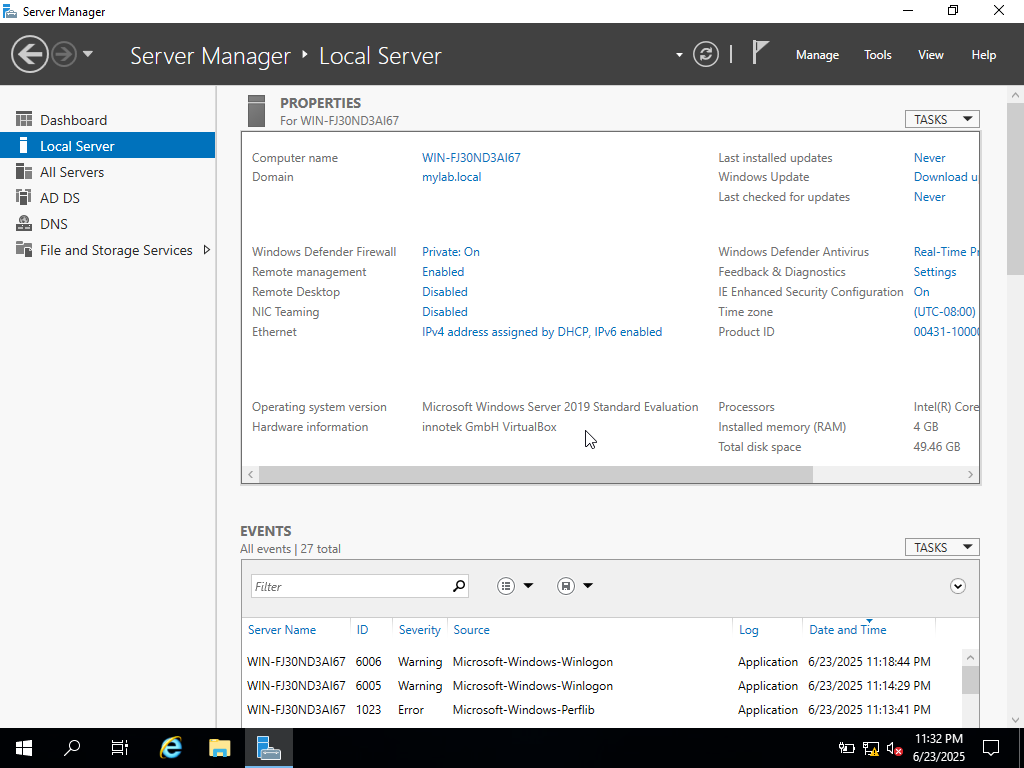 Server Manager
Server Manager ‣ Local Server
Manage Tools View Help
Dashboard
Local Server
All Servers
AD DS
DNS
File and Storage Services
PROPERTIES
For WIN-FJ30ND3AI67
TASKS
Computer name WIN-FJ30ND3AI67 Last installed updates Never
Domain mylab.local Windows Update Download u
Last checked for updates Never
Windows Defender Firewall Private: On Windows Defender Antivirus Real-Time Pr
Remote management Enabled Feedback & Diagnostics Settings
Remote Desktop Disabled IE Enhanced Security Configuration On
NIC Teaming Disabled Time zone (UTC-08:00)
Ethernet IPv4 address assigned by DHCP, IPv6 enabled Product ID 00431-10000
Operating system version Microsoft Windows Server 2019 Standard Evaluation Processors Intel(R) Core
Hardware information innotek GmbH VirtualBox Installed memory (RAM) 4 GB
Total disk space 49.46 GB
EVENTS
All events | 27 total
TASKS
Filter
Server Name ID Severity Source Log Date and Time
WIN-FJ30ND3AI67 6006 Warning Microsoft-Windows-Winlogon Application 6/23/2025 11:18:44 PM
WIN-FJ30ND3AI67 6005 Warning Microsoft-Windows-Winlogon Application 6/23/2025 11:14:29 PM
WIN-FJ30ND3AI67 1023 Error Microsoft-Windows-Perflib Application 6/23/2025 11:13:41 PM
11:32 PM
6/23/2025